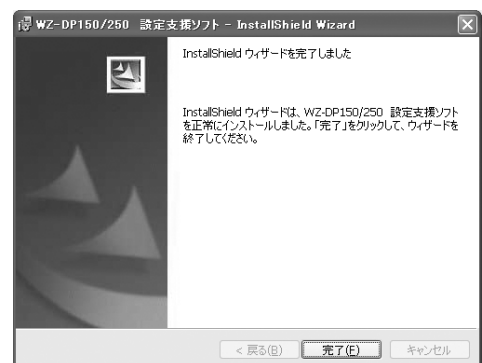 WZ-DP150/250 設定支援ソフト - InstallShield Wizard
InstallShield ウィザードを完了しました
InstallShield ウィザードは、WZ-DP150/250 設定支援ソフト
を正常にインストールしました。「完了」をクリックして、ウィザードを
終了してください。
< 戻る(B) 完了(F) キャンセル